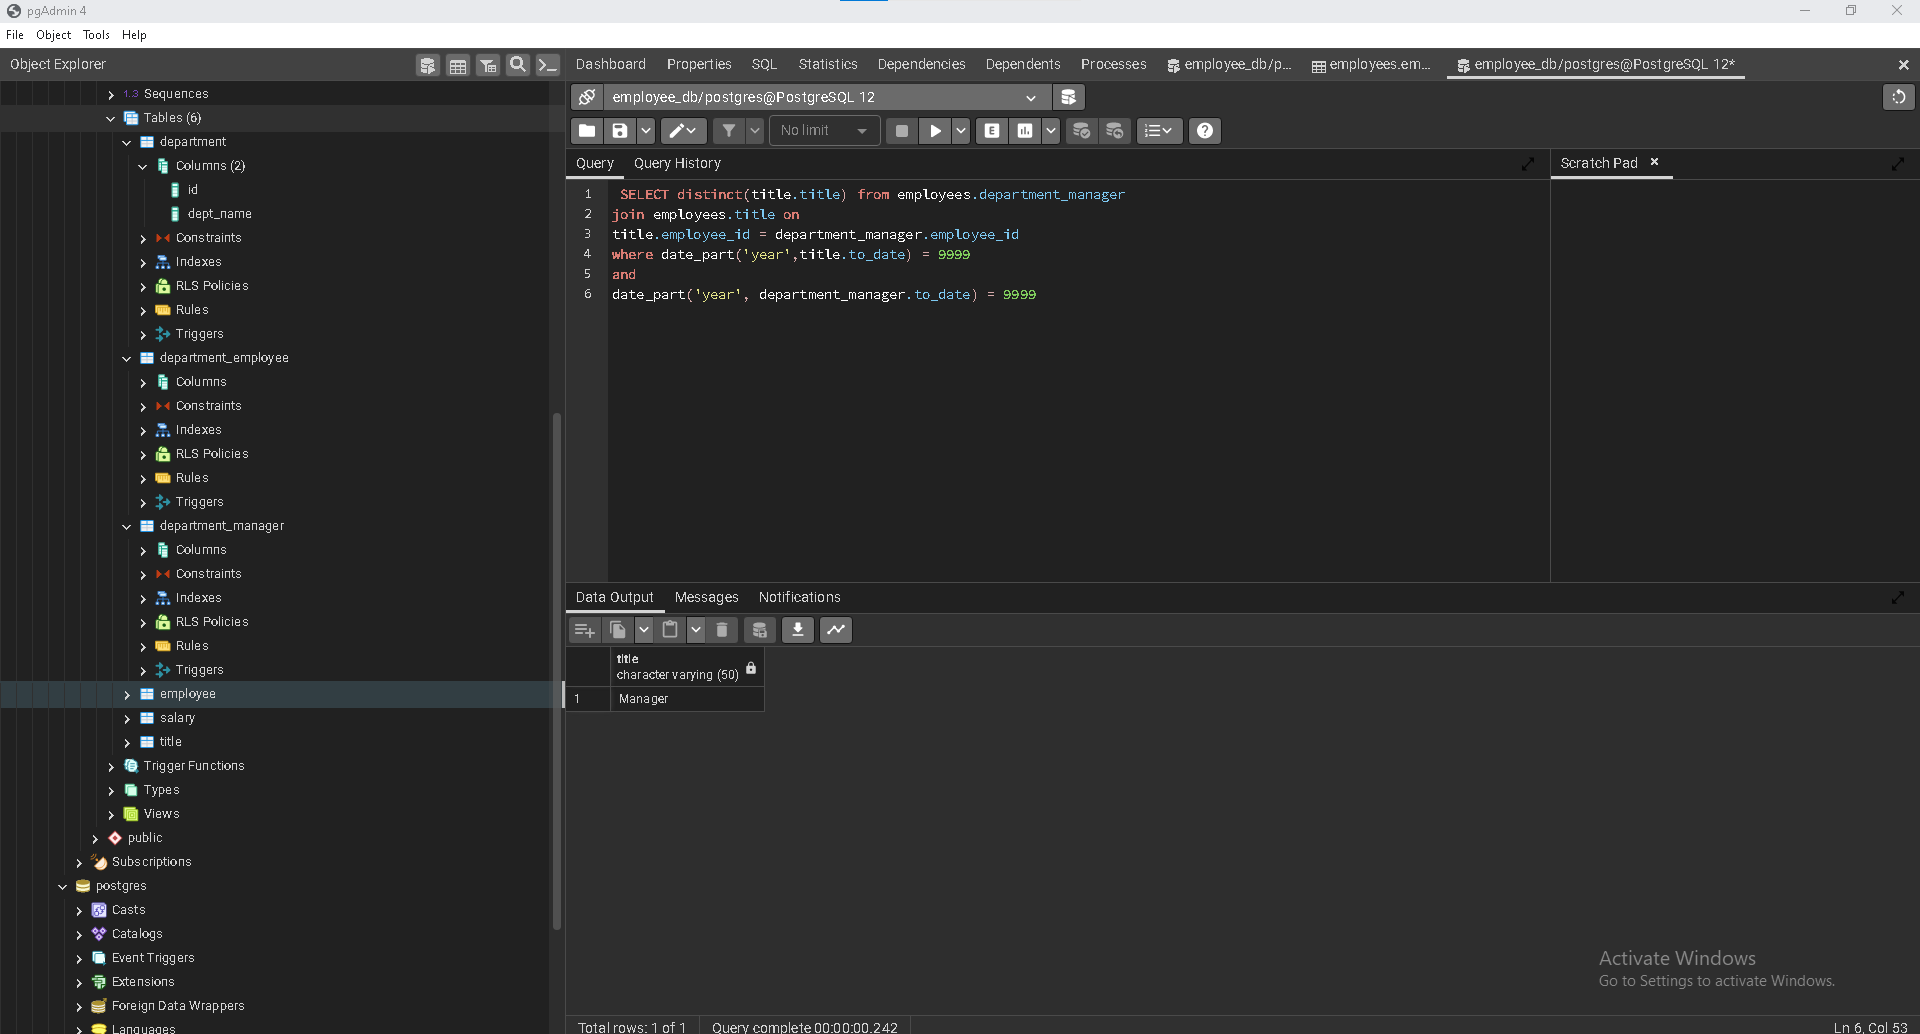 pgAdmin 4
File Object Tools Help
Object Explorer
Dashboard Properties SQL Statistics Dependencies Dependents Processes employee_db/p... employees.em... employee_db/postgres@PostgreSQL 12*
1.3 Sequences
Tables (6)
department
Columns (2)
id
dept_name
Constraints
Indexes
RLS Policies
Rules
Triggers
department_employee
Columns
Constraints
Indexes
RLS Policies
Rules
Triggers
department_manager
Columns
Constraints
Indexes
RLS Policies
Rules
Triggers
employee
salary
title
Trigger Functions
Types
Views
public
Subscriptions
postgres
Casts
Catalogs
Event Triggers
Extensions
Foreign Data Wrappers
Languages
employee_db/postgres@PostgreSQL 12
No limit
E
Query Query History
Scratch Pad
1 SELECT distinct(title.title) from employees.department_manager
2 join employees.title on
3 title.employee_id = department_manager.employee_id
4 where date_part('year',title.to_date) = 9999
5 and
6 date_part('year', department_manager.to_date) = 9999
Data Output Messages Notifications
title
character varying (50)
1 Manager
Activate Windows
Go to Settings to activate Windows.
Total rows: 1 of 1 Query complete 00:00:00.242 Ln 6, Col 53